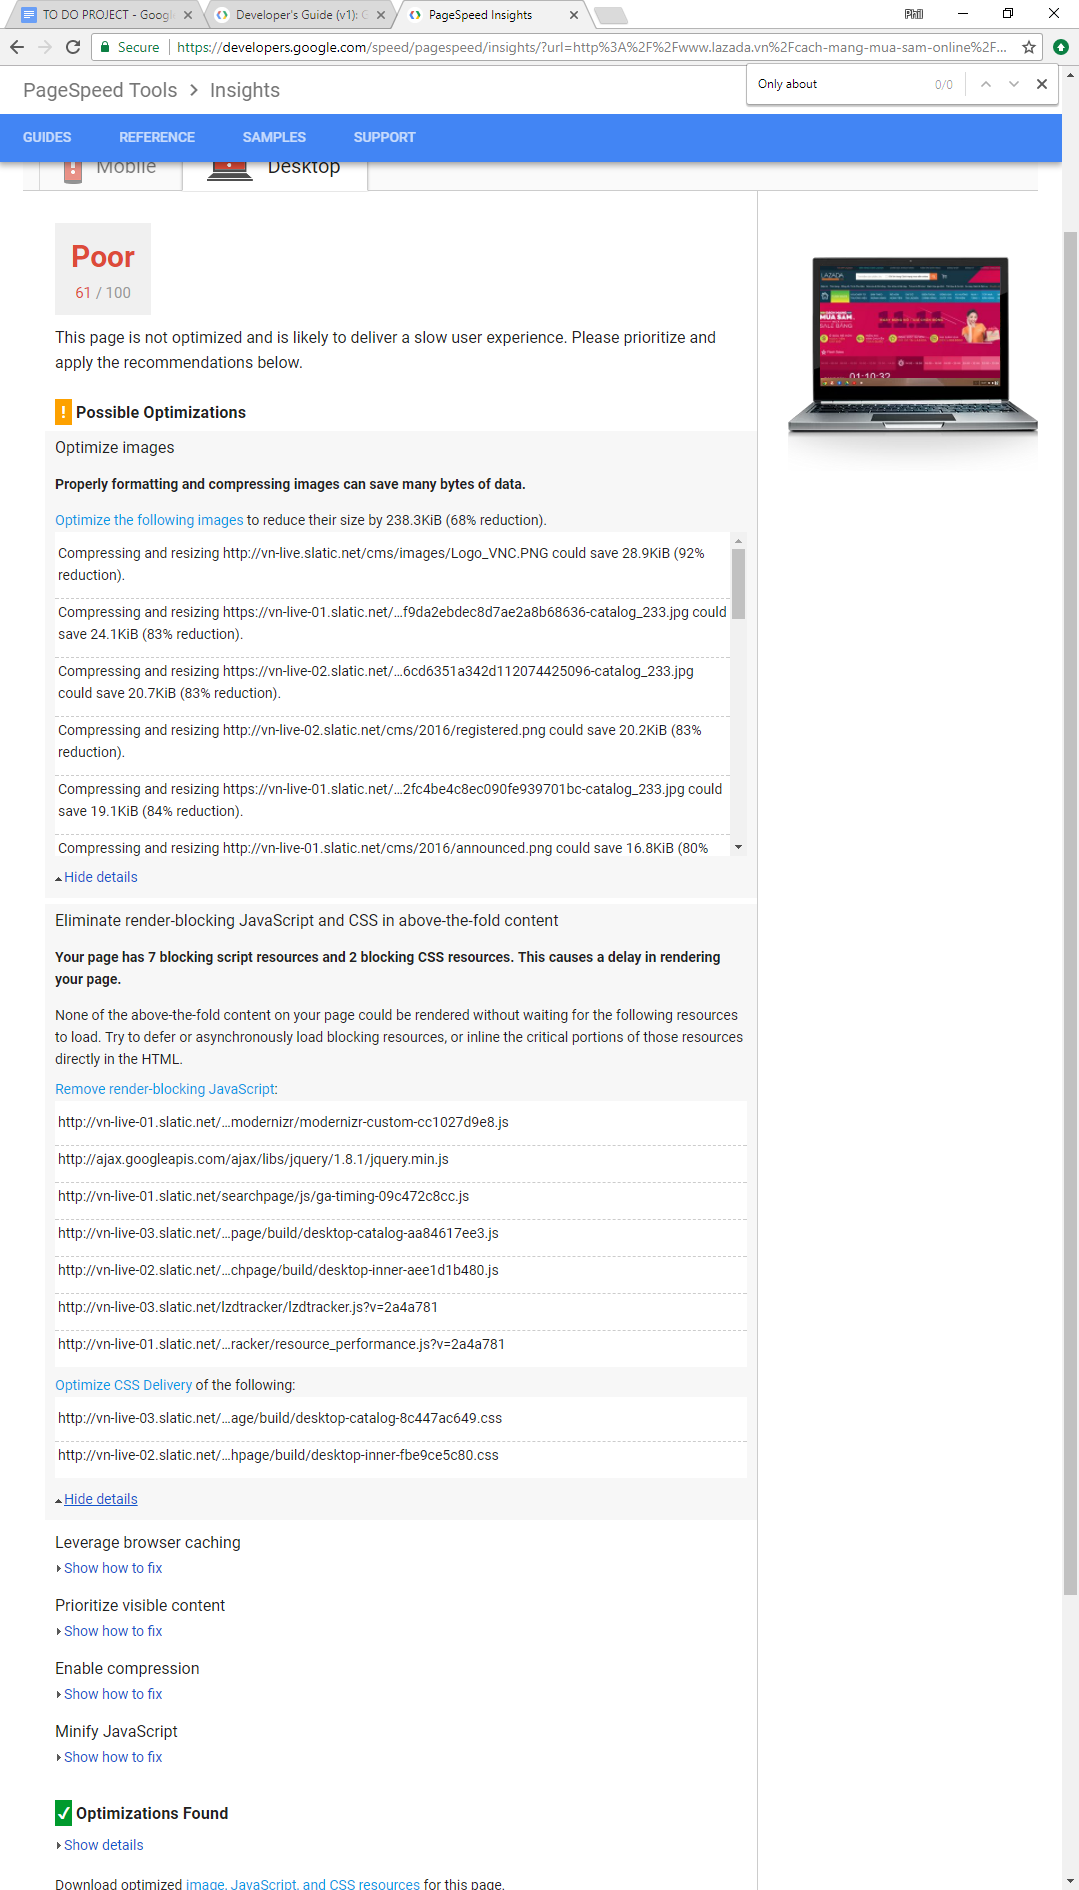 TO DO PROJECT - Googl
Developer's Guide (v1): G
PageSpeed Insights
Phil
Secure
https://developers.google.com/speed/pagespeed/insights/?url=http%3A%2F%2Fwww.lazada.vn%2Fcach-mang-mua-sam-online%2F...
PageSpeed Tools > Insights
Only about
0/0
GUIDES
REFERENCE
SAMPLES
SUPPORT
Mobile
Desktop
Poor
61 / 100
LAZADA
MUA SAM
11.11
01:10:32
This page is not optimized and is likely to deliver a slow user experience. Please prioritize and
apply the recommendations below.
! Possible Optimizations
Optimize images
Properly formatting and compressing images can save many bytes of data.
Optimize the following images to reduce their size by 238.3KiB (68% reduction).
Compressing and resizing http://vn-live.slatic.net/cms/images/Logo_VNC.PNG could save 28.9KiB (92%
reduction).
Compressing and resizing https://vn-live-01.slatic.net/…f9da2ebdec8d7ae2a8b68636-catalog_233.jpg could
save 24.1KiB (83% reduction).
Compressing and resizing https://vn-live-02.slatic.net/…6cd6351a342d112074425096-catalog_233.jpg
could save 20.7KiB (83% reduction).
Compressing and resizing http://vn-live-02.slatic.net/cms/2016/registered.png could save 20.2KiB (83%
reduction).
Compressing and resizing https://vn-live-01.slatic.net/…2fc4be4c8ec090fe939701bc-catalog_233.jpg could
save 19.1KiB (84% reduction).
Compressing and resizing http://vn-live-01.slatic.net/cms/2016/announced.png could save 16.8KiB (80%
Hide details
Eliminate render-blocking JavaScript and CSS in above-the-fold content
Your page has 7 blocking script resources and 2 blocking CSS resources. This causes a delay in rendering
your page.
None of the above-the-fold content on your page could be rendered without waiting for the following resources
to load. Try to defer or asynchronously load blocking resources, or inline the critical portions of those resources
directly in the HTML.
Remove render-blocking JavaScript:
http://vn-live-01.slatic.net/…modernizr/modernizr-custom-cc1027d9e8.js
http://ajax.googleapis.com/ajax/libs/jquery/1.8.1/jquery.min.js
http://vn-live-01.slatic.net/searchpage/js/ga-timing-09c472c8cc.js
http://vn-live-03.slatic.net/…page/build/desktop-catalog-aa84617ee3.js
http://vn-live-02.slatic.net/…chpage/build/desktop-inner-aee1d1b480.js
http://vn-live-03.slatic.net/lzdtracker/lzdtracker.js?v=2a4a781
http://vn-live-01.slatic.net/…racker/resource_performance.js?v=2a4a781
Optimize CSS Delivery of the following:
http://vn-live-03.slatic.net/…age/build/desktop-catalog-8c447ac649.css
http://vn-live-02.slatic.net/…hpage/build/desktop-inner-fbe9ce5c80.css
Hide details
Leverage browser caching
Show how to fix
Prioritize visible content
Show how to fix
Enable compression
Show how to fix
Minify JavaScript
Show how to fix
Optimizations Found
Show details
Download optimized image, JavaScript, and CSS resources for this page.